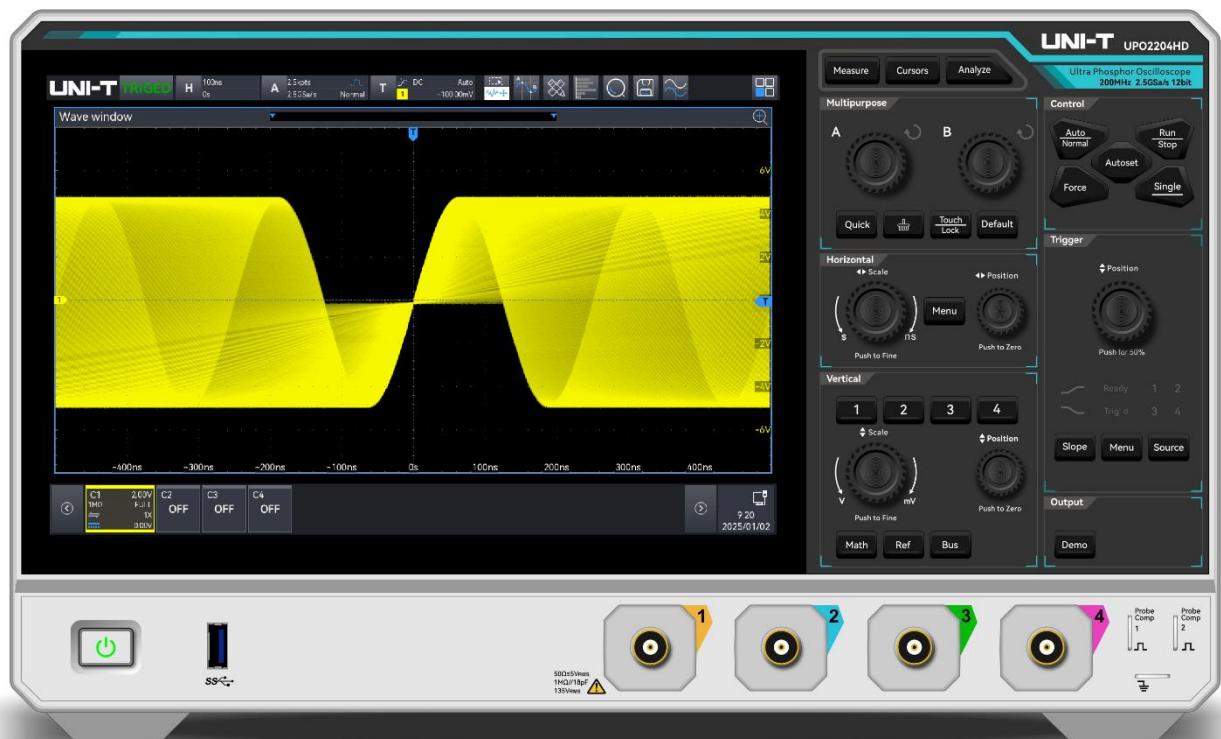 UNI-T UPO2204HD
Ultra Phosphor Oscilloscope
200MHz 2.5GSa/s 12bit
UNI-T TRIGED H 100ns 0s A 2.5kpts 2.5GSa/s Normal T DC 1 Auto -100.00mV
Wave window
T
6V
4V
2V
1
T
-2V
-4V
-6V
-400ns -300ns -200ns -100ns 0s 100ns 200ns 300ns 400ns
C1 2.00V
1MΩ FULL
1X
0.00V
C2
OFF
C3
OFF
C4
OFF
9:20
2025/01/02
Measure Cursors Analyze
Multipurpose
A B
Quick Touch Lock Default
Horizontal
Scale Position
Menu
s ns
Push to Fine Push to Zero
Vertical
1 2 3 4
Scale Position
V mV
Push to Fine Push to Zero
Math Ref Bus
Control
Auto
Normal
Run
Stop
Autoset
Force Single
Trigger
Position
Push for 50%
Ready 1 2
Trig'd 3 4
Slope Menu Source
Output
Demo
SS
50Ω≤5VRMS
1MΩ//18pF
135VRMS
1
2
3
4
Probe
Comp
1
Probe
Comp
2